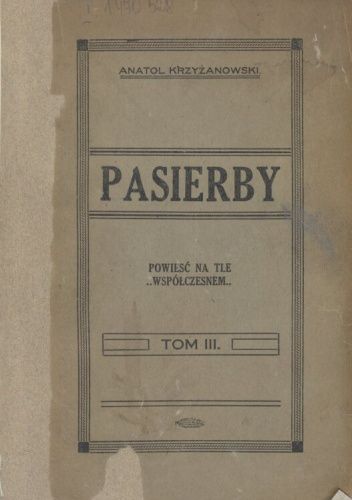 ANATOL KRZYŻANOWSKI.
PASIERBY
POWIEŚĆ NA TLE
..WSPÓŁCZESNEM..
TOM III.